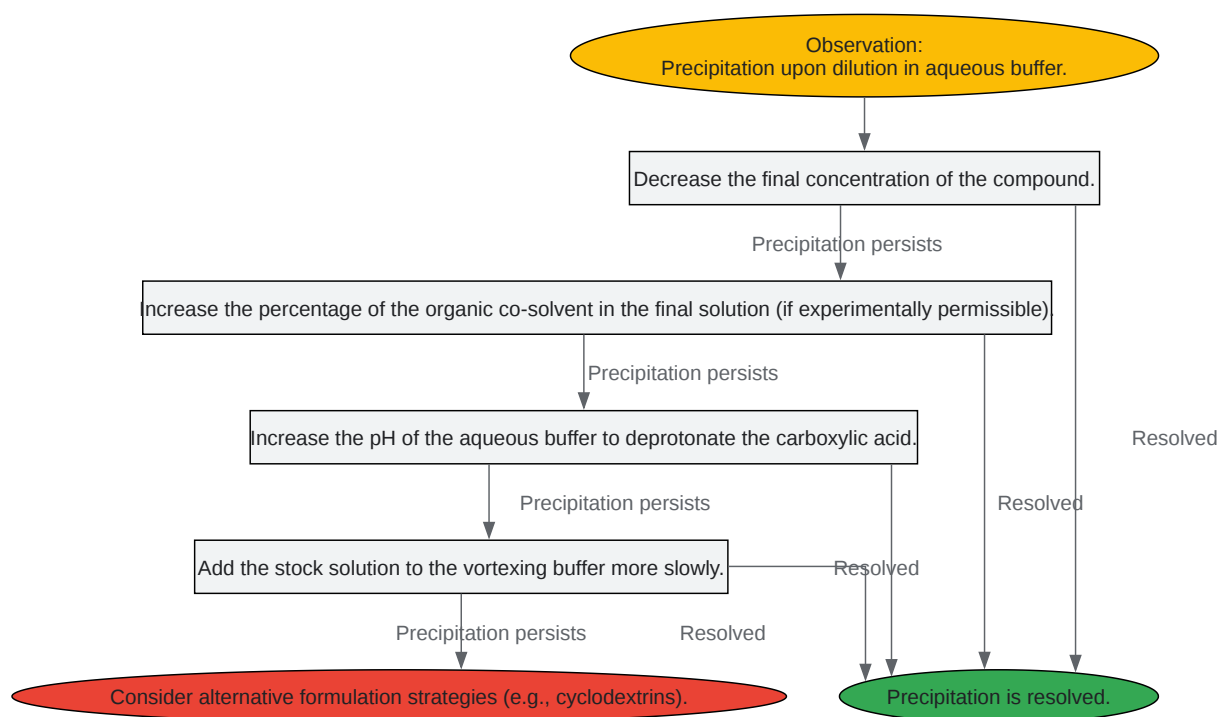 Observation:
Precipitation upon dilution in aqueous buffer.
Decrease the final concentration of the compound.
Precipitation persists
Increase the percentage of the organic co-solvent in the final solution (if experimentally permissible).
Precipitation persists
Increase the pH of the aqueous buffer to deprotonate the carboxylic acid.
Resolved
Precipitation persists
Resolved
Add the stock solution to the vortexing buffer more slowly.
Resolved
Precipitation persists
Resolved
Consider alternative formulation strategies (e.g., cyclodextrins).
Precipitation is resolved.